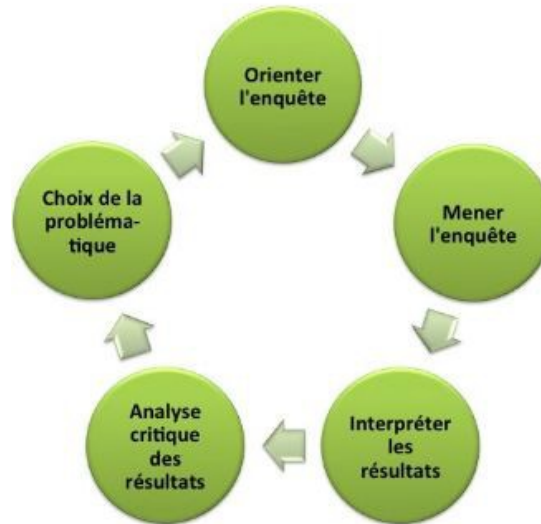 Orienter
l'enquête
Mener
l'enquête
Interpréter
les
résultats
Analyse
critique
des
résultats
Choix de la
probléma-
tique